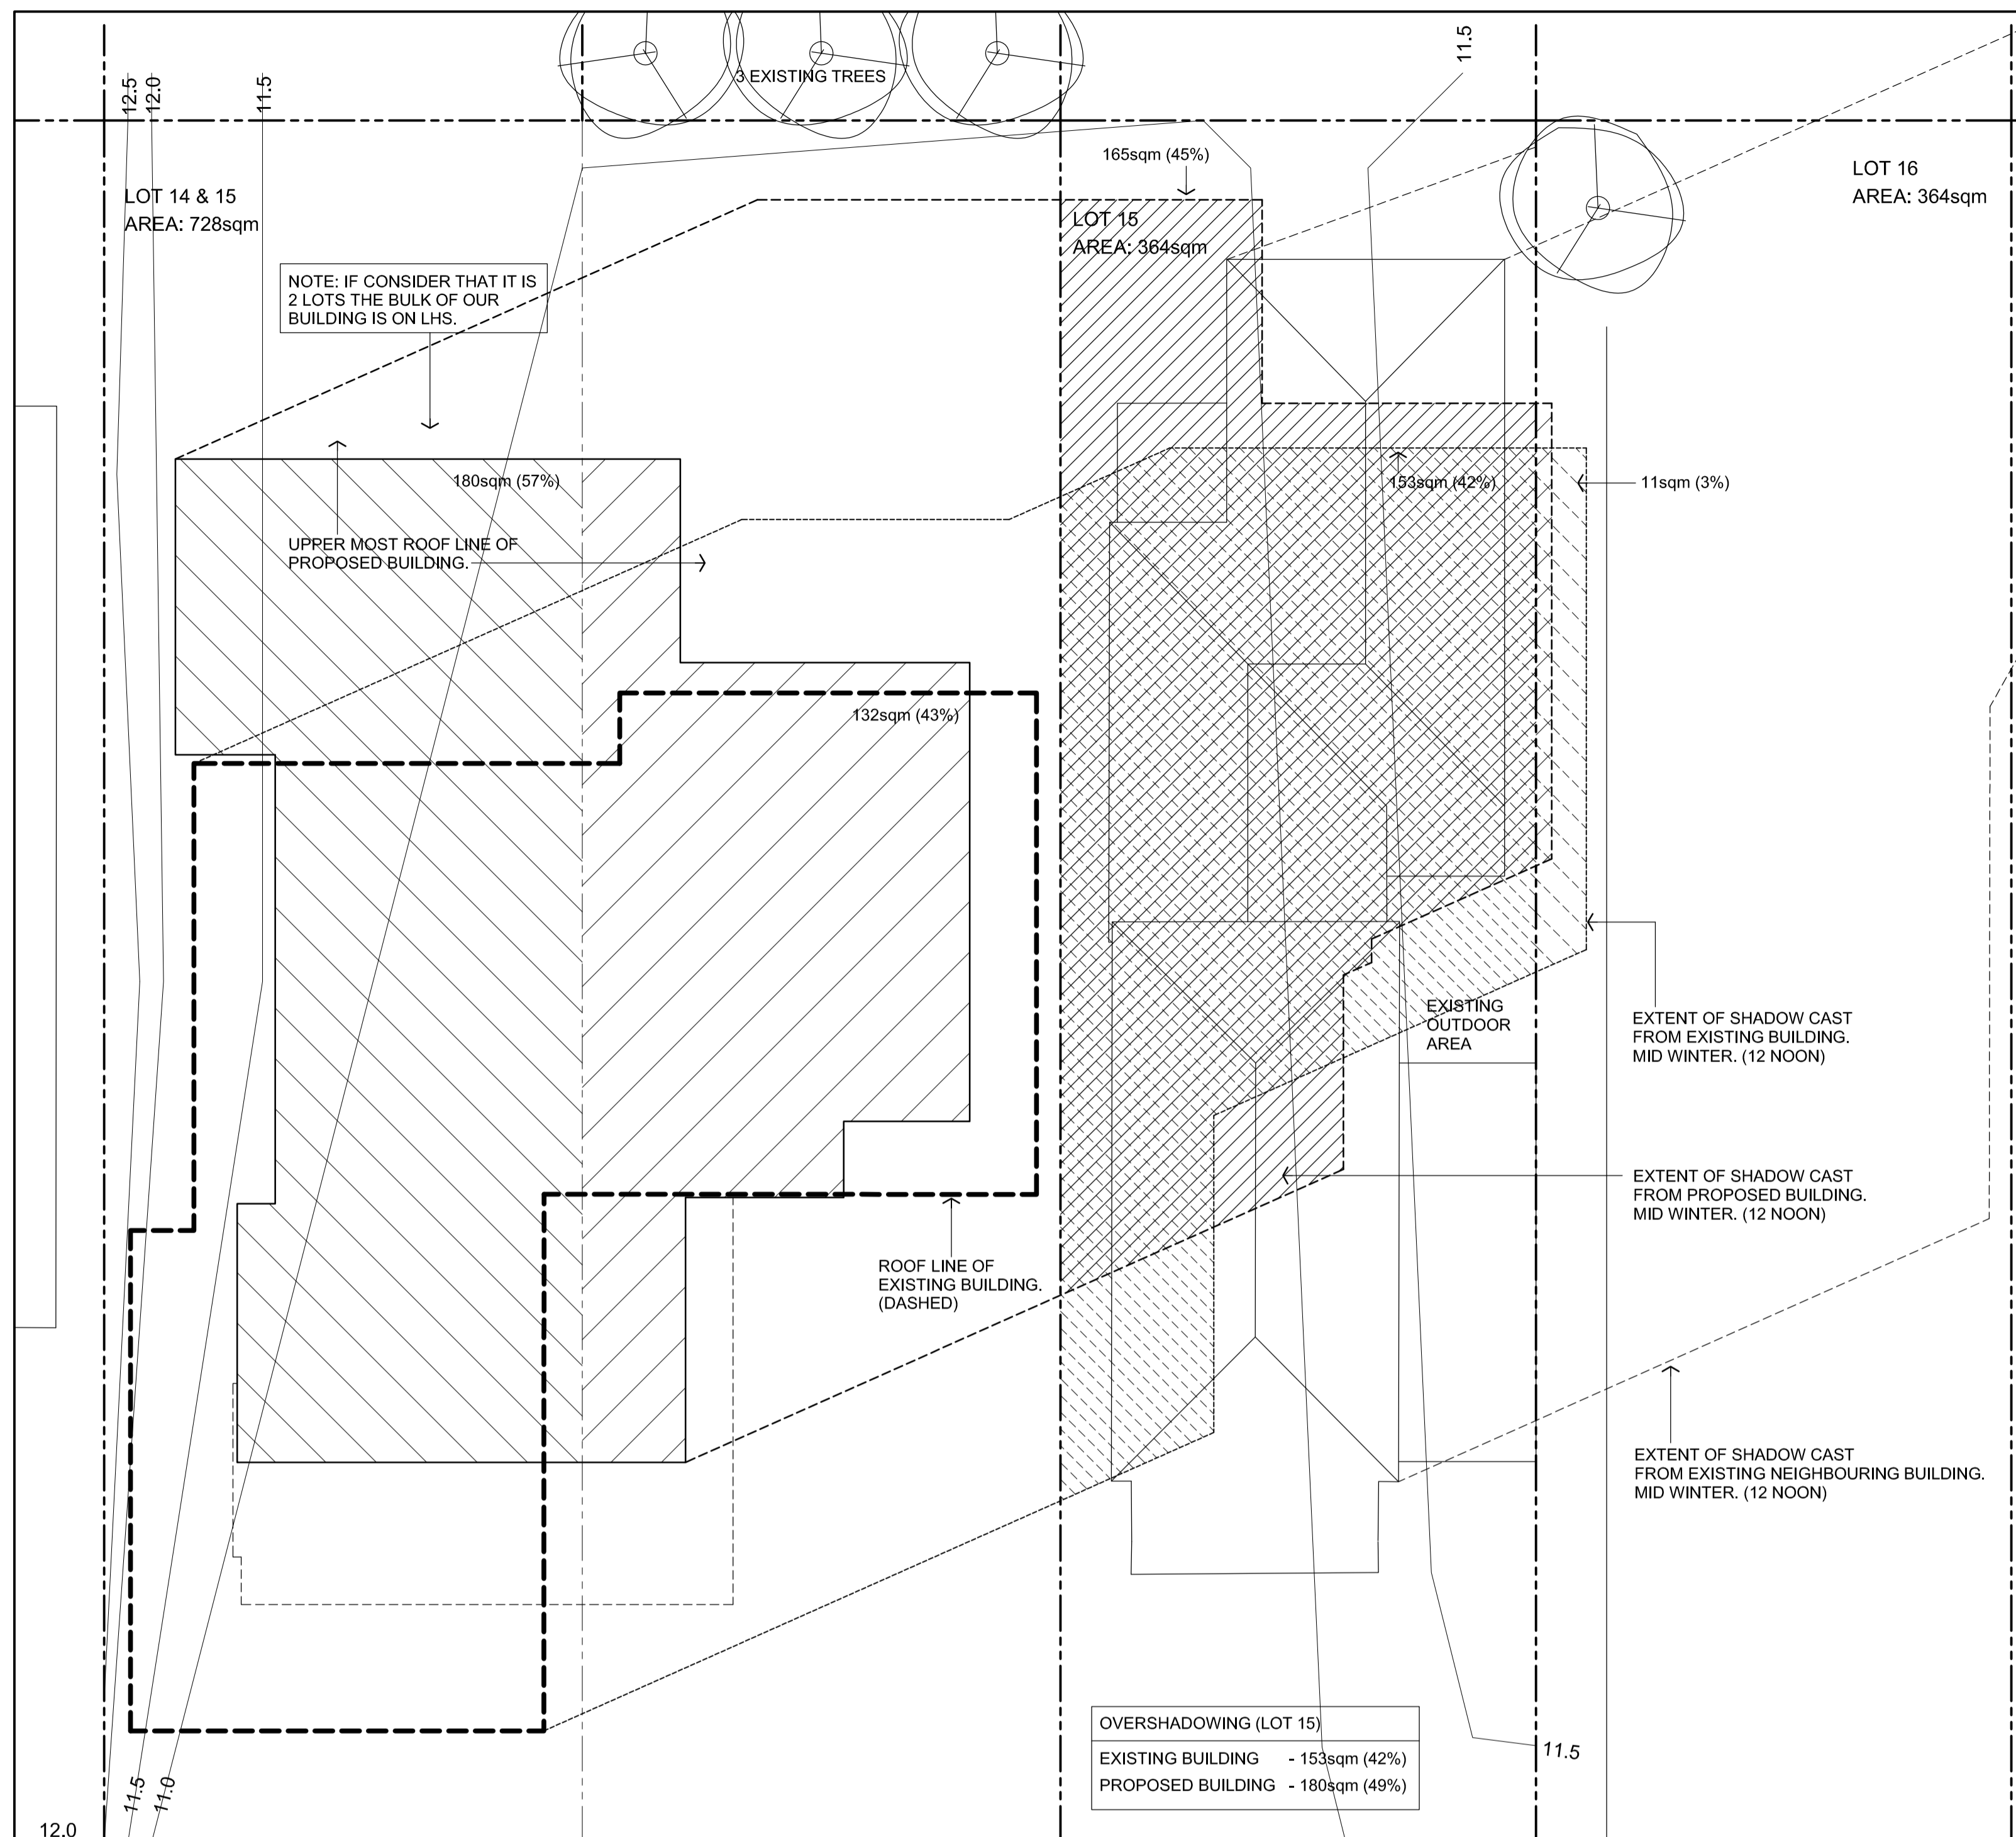 12.5
12.0
11.5
3 EXISTING TREES
11.5
165sqm (45%)
LOT 14 & 15
AREA: 728sqm
LOT 15
AREA: 364sqm
LOT 16
AREA: 364sqm
NOTE: IF CONSIDER THAT IT IS
2 LOTS THE BULK OF OUR
BUILDING IS ON LHS.
180sqm (57%)
153sqm (42%)
11sqm (3%)
UPPER MOST ROOF LINE OF
PROPOSED BUILDING.
132sqm (43%)
EXISTING
OUTDOOR
AREA
EXTENT OF SHADOW CAST
FROM EXISTING BUILDING.
MID WINTER. (12 NOON)
EXTENT OF SHADOW CAST
FROM PROPOSED BUILDING.
MID WINTER. (12 NOON)
ROOF LINE OF
EXISTING BUILDING.
(DASHED)
EXTENT OF SHADOW CAST
FROM EXISTING NEIGHBOURING BUILDING.
MID WINTER. (12 NOON)
OVERSHADOWING (LOT 15)
EXISTING BUILDING - 153sqm (42%)
PROPOSED BUILDING - 180sqm (49%)
11.5
11.5
11.0
12.0